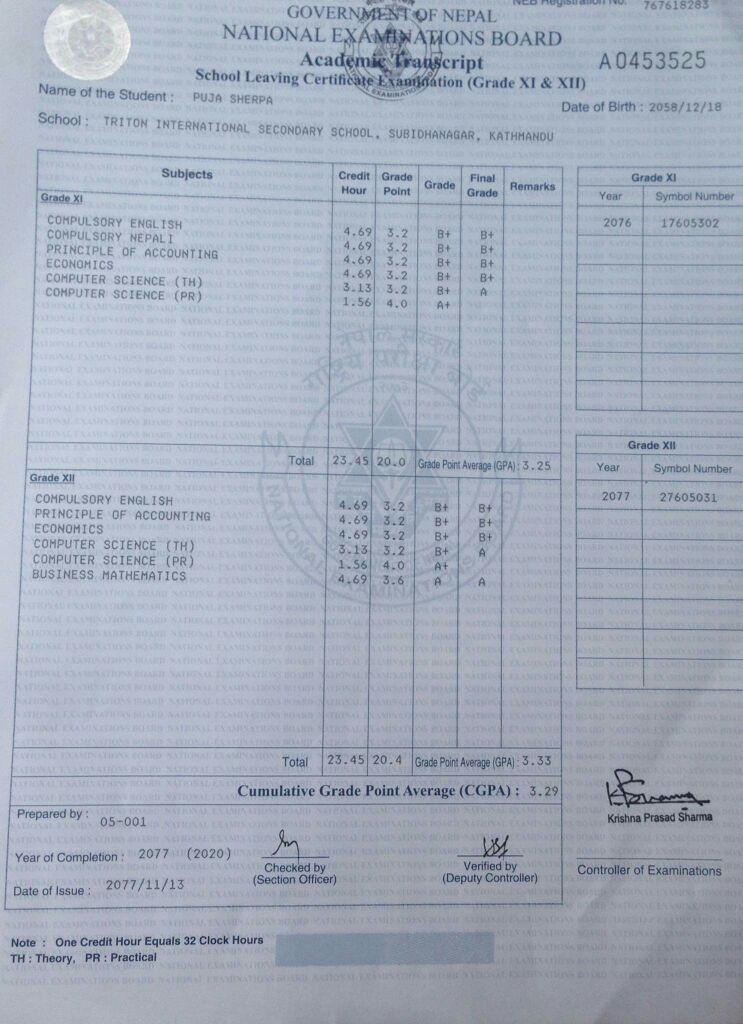 NEB Registration No. 767618283
GOVERNMENT OF NEPAL
NATIONAL EXAMINATIONS BOARD
Academic Transcript
A0453525
School Leaving Certificate Examination (Grade XI & XII)
Name of the Student : PUJA SHERPA
Date of Birth : 2058/12/18
School : TRITON INTERNATIONAL SECONDARY SCHOOL, SUBIDHANAGAR, KATHMANDU
Subjects Credit Hour Grade Point Grade Final Grade Remarks
Grade XI
COMPULSORY ENGLISH 4.69 3.2 B+ B+
COMPULSORY NEPALI 4.69 3.2 B+ B+
PRINCIPLE OF ACCOUNTING 4.69 3.2 B+ B+
ECONOMICS 4.69 3.2 B+ B+
COMPUTER SCIENCE (TH) 3.13 3.2 B+ A
COMPUTER SCIENCE (PR) 1.56 4.0 A+
Total 23.45 20.0 Grade Point Average (GPA) : 3.25
Grade XII
COMPULSORY ENGLISH 4.69 3.2 B+ B+
PRINCIPLE OF ACCOUNTING 4.69 3.2 B+ B+
ECONOMICS 4.69 3.2 B+ B+
COMPUTER SCIENCE (TH) 3.13 3.2 B+ A
COMPUTER SCIENCE (PR) 1.56 4.0 A+
BUSINESS MATHEMATICS 4.69 3.6 A A
Total 23.45 20.4 Grade Point Average (GPA) : 3.33
Cumulative Grade Point Average (CGPA) : 3.29
Grade XI
Year Symbol Number
2076 17605302
Grade XII
Year Symbol Number
2077 27605031
राष्ट्रिय परीक्षा बोर्ड
NATIONAL EXAMINATIONS BOARD
Prepared by : 05-001
Year of Completion : 2077 (2020)
Date of Issue : 2077/11/13
Checked by
(Section Officer)
Verified by
(Deputy Controller)
Krishna Prasad Sharma
Controller of Examinations
Note : One Credit Hour Equals 32 Clock Hours
TH : Theory, PR : Practical